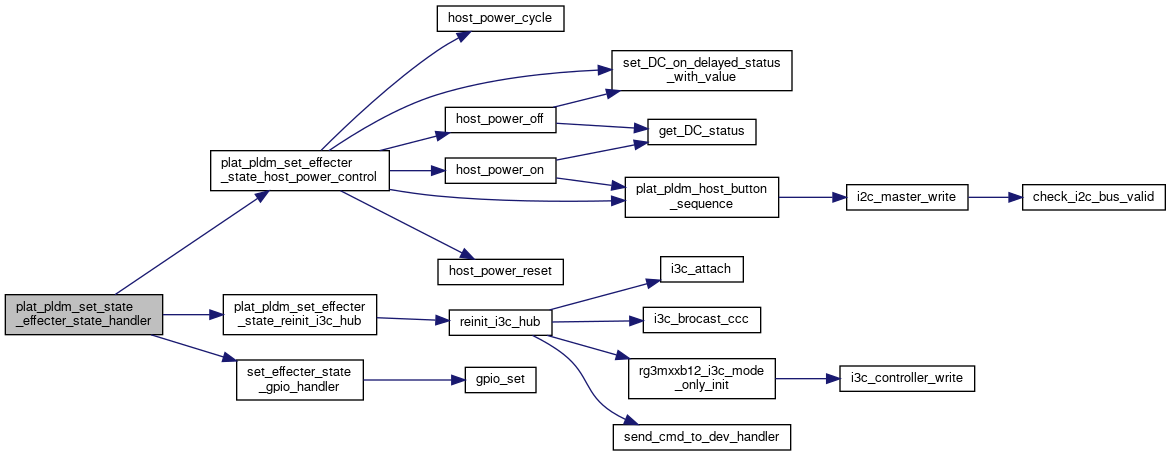 host_power_cycle
set_DC_on_delayed_status
_with_value
host_power_off
get_DC_status
plat_pldm_set_effecter
_state_host_power_control
host_power_on
plat_pldm_host_button
_sequence
i2c_master_write
check_i2c_bus_valid
host_power_reset
i3c_attach
plat_pldm_set_state
_effecter_state_handler
plat_pldm_set_effecter
_state_reinit_i3c_hub
reinit_i3c_hub
i3c_brocast_ccc
set_effecter_state
_gpio_handler
gpio_set
rg3mxxb12_i3c_mode
_only_init
i3c_controller_write
send_cmd_to_dev_handler